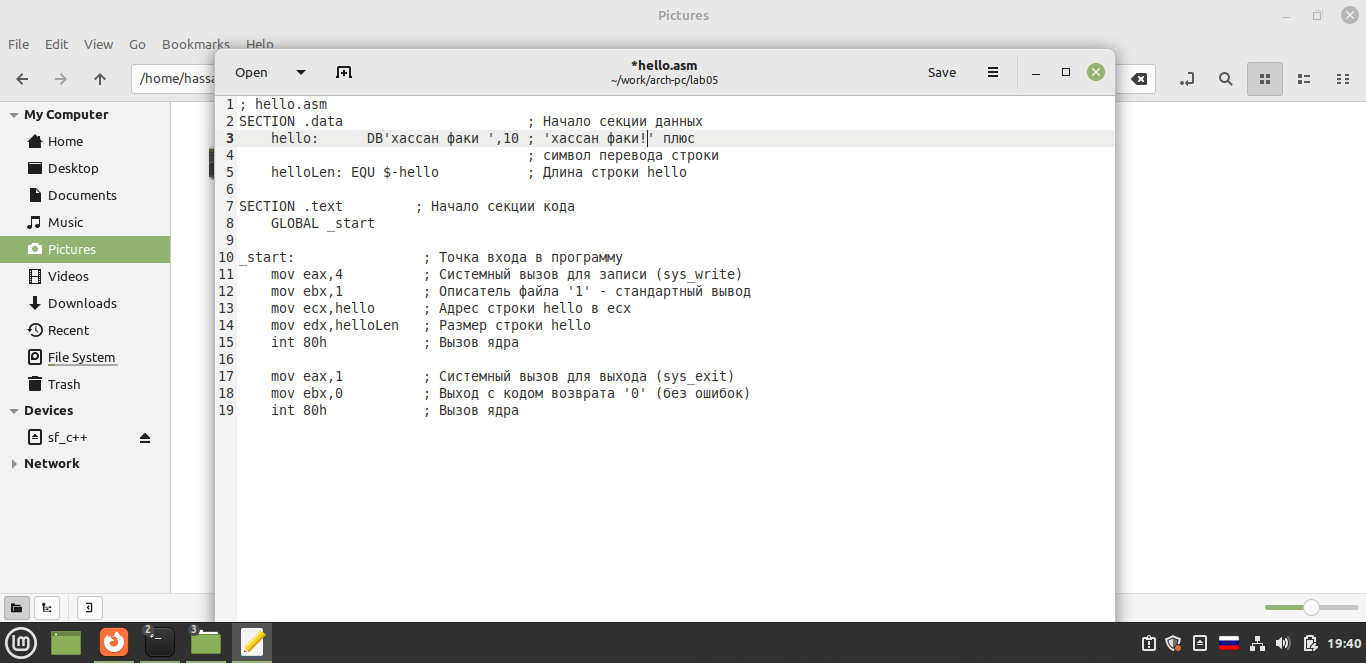 Pictures
File Edit View Go Bookmarks Help
/home/hassa
My Computer
Home
Desktop
Documents
Music
Pictures
Videos
Downloads
Recent
File System
Trash
Devices
sf_c++
Network
Open
*hello.asm
~/work/arch-pc/lab05
Save
1 ; hello.asm
2 SECTION .data ; Начало секции данных
3 hello: DB'хассан факи ',10 ; 'хассан факи!' плюс
4 ; символ перевода строки
5 helloLen: EQU $-hello ; Длина строки hello
6
7 SECTION .text ; Начало секции кода
8 GLOBAL _start
9
10 _start: ; Точка входа в программу
11 mov eax,4 ; Системный вызов для записи (sys_write)
12 mov ebx,1 ; Описатель файла '1' - стандартный вывод
13 mov ecx,hello ; Адрес строки hello в ecx
14 mov edx,helloLen ; Размер строки hello
15 int 80h ; Вызов ядра
16
17 mov eax,1 ; Системный вызов для выхода (sys_exit)
18 mov ebx,0 ; Выход с кодом возврата '0' (без ошибок)
19 int 80h ; Вызов ядра
2
3
19:40